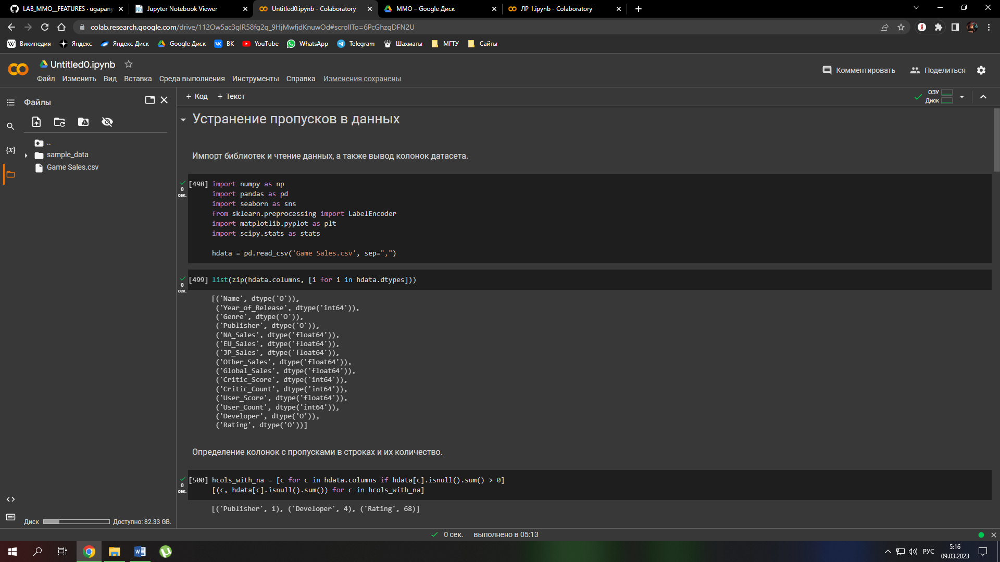 LAB_MMO__FEATURES · ugapany
Jupyter Notebook Viewer
Untitled0.ipynb - Colaboratory
ММО – Google Диск
ЛР 1.ipynb - Colaboratory
colab.research.google.com/drive/112Ow5ac3glR58fg2q_9HjMwfjdKnuwOd#scrollTo=6PcGhzgDFN2U
Википедия
Яндекс
Яндекс Диск
Google Диск
ВК
YouTube
WhatsApp
Telegram
Шахматы
МГТУ
Сайты
Untitled0.ipynb
Файл Изменить Вид Вставка Среда выполнения Инструменты Справка Изменения сохранены
Комментировать
Поделиться
Файлы
..
sample_data
Game Sales.csv
Диск
Доступно: 82.33 GB.
+ Код + Текст
ОЗУ
Диск
Устранение пропусков в данных
Импорт библиотек и чтение данных, а также вывод колонок датасета.
0
сек.
[498] import numpy as np
import pandas as pd
import seaborn as sns
from sklearn.preprocessing import LabelEncoder
import matplotlib.pyplot as plt
import scipy.stats as stats
hdata = pd.read_csv('Game Sales.csv', sep=",")
0
сек.
[499] list(zip(hdata.columns, [i for i in hdata.dtypes]))
[('Name', dtype('O')),
('Year_of_Release', dtype('int64')),
('Genre', dtype('O')),
('Publisher', dtype('O')),
('NA_Sales', dtype('float64')),
('EU_Sales', dtype('float64')),
('JP_Sales', dtype('float64')),
('Other_Sales', dtype('float64')),
('Global_Sales', dtype('float64')),
('Critic_Score', dtype('int64')),
('Critic_Count', dtype('int64')),
('User_Score', dtype('float64')),
('User_Count', dtype('int64')),
('Developer', dtype('O')),
('Rating', dtype('O'))]
Определение колонок с пропусками в строках и их количество.
0
сек.
[500] hcols_with_na = [c for c in hdata.columns if hdata[c].isnull().sum() > 0]
[(c, hdata[c].isnull().sum()) for c in hcols_with_na]
[('Publisher', 1), ('Developer', 4), ('Rating', 68)]
0 сек. выполнено в 05:13
РУС
5:16
09.03.2023